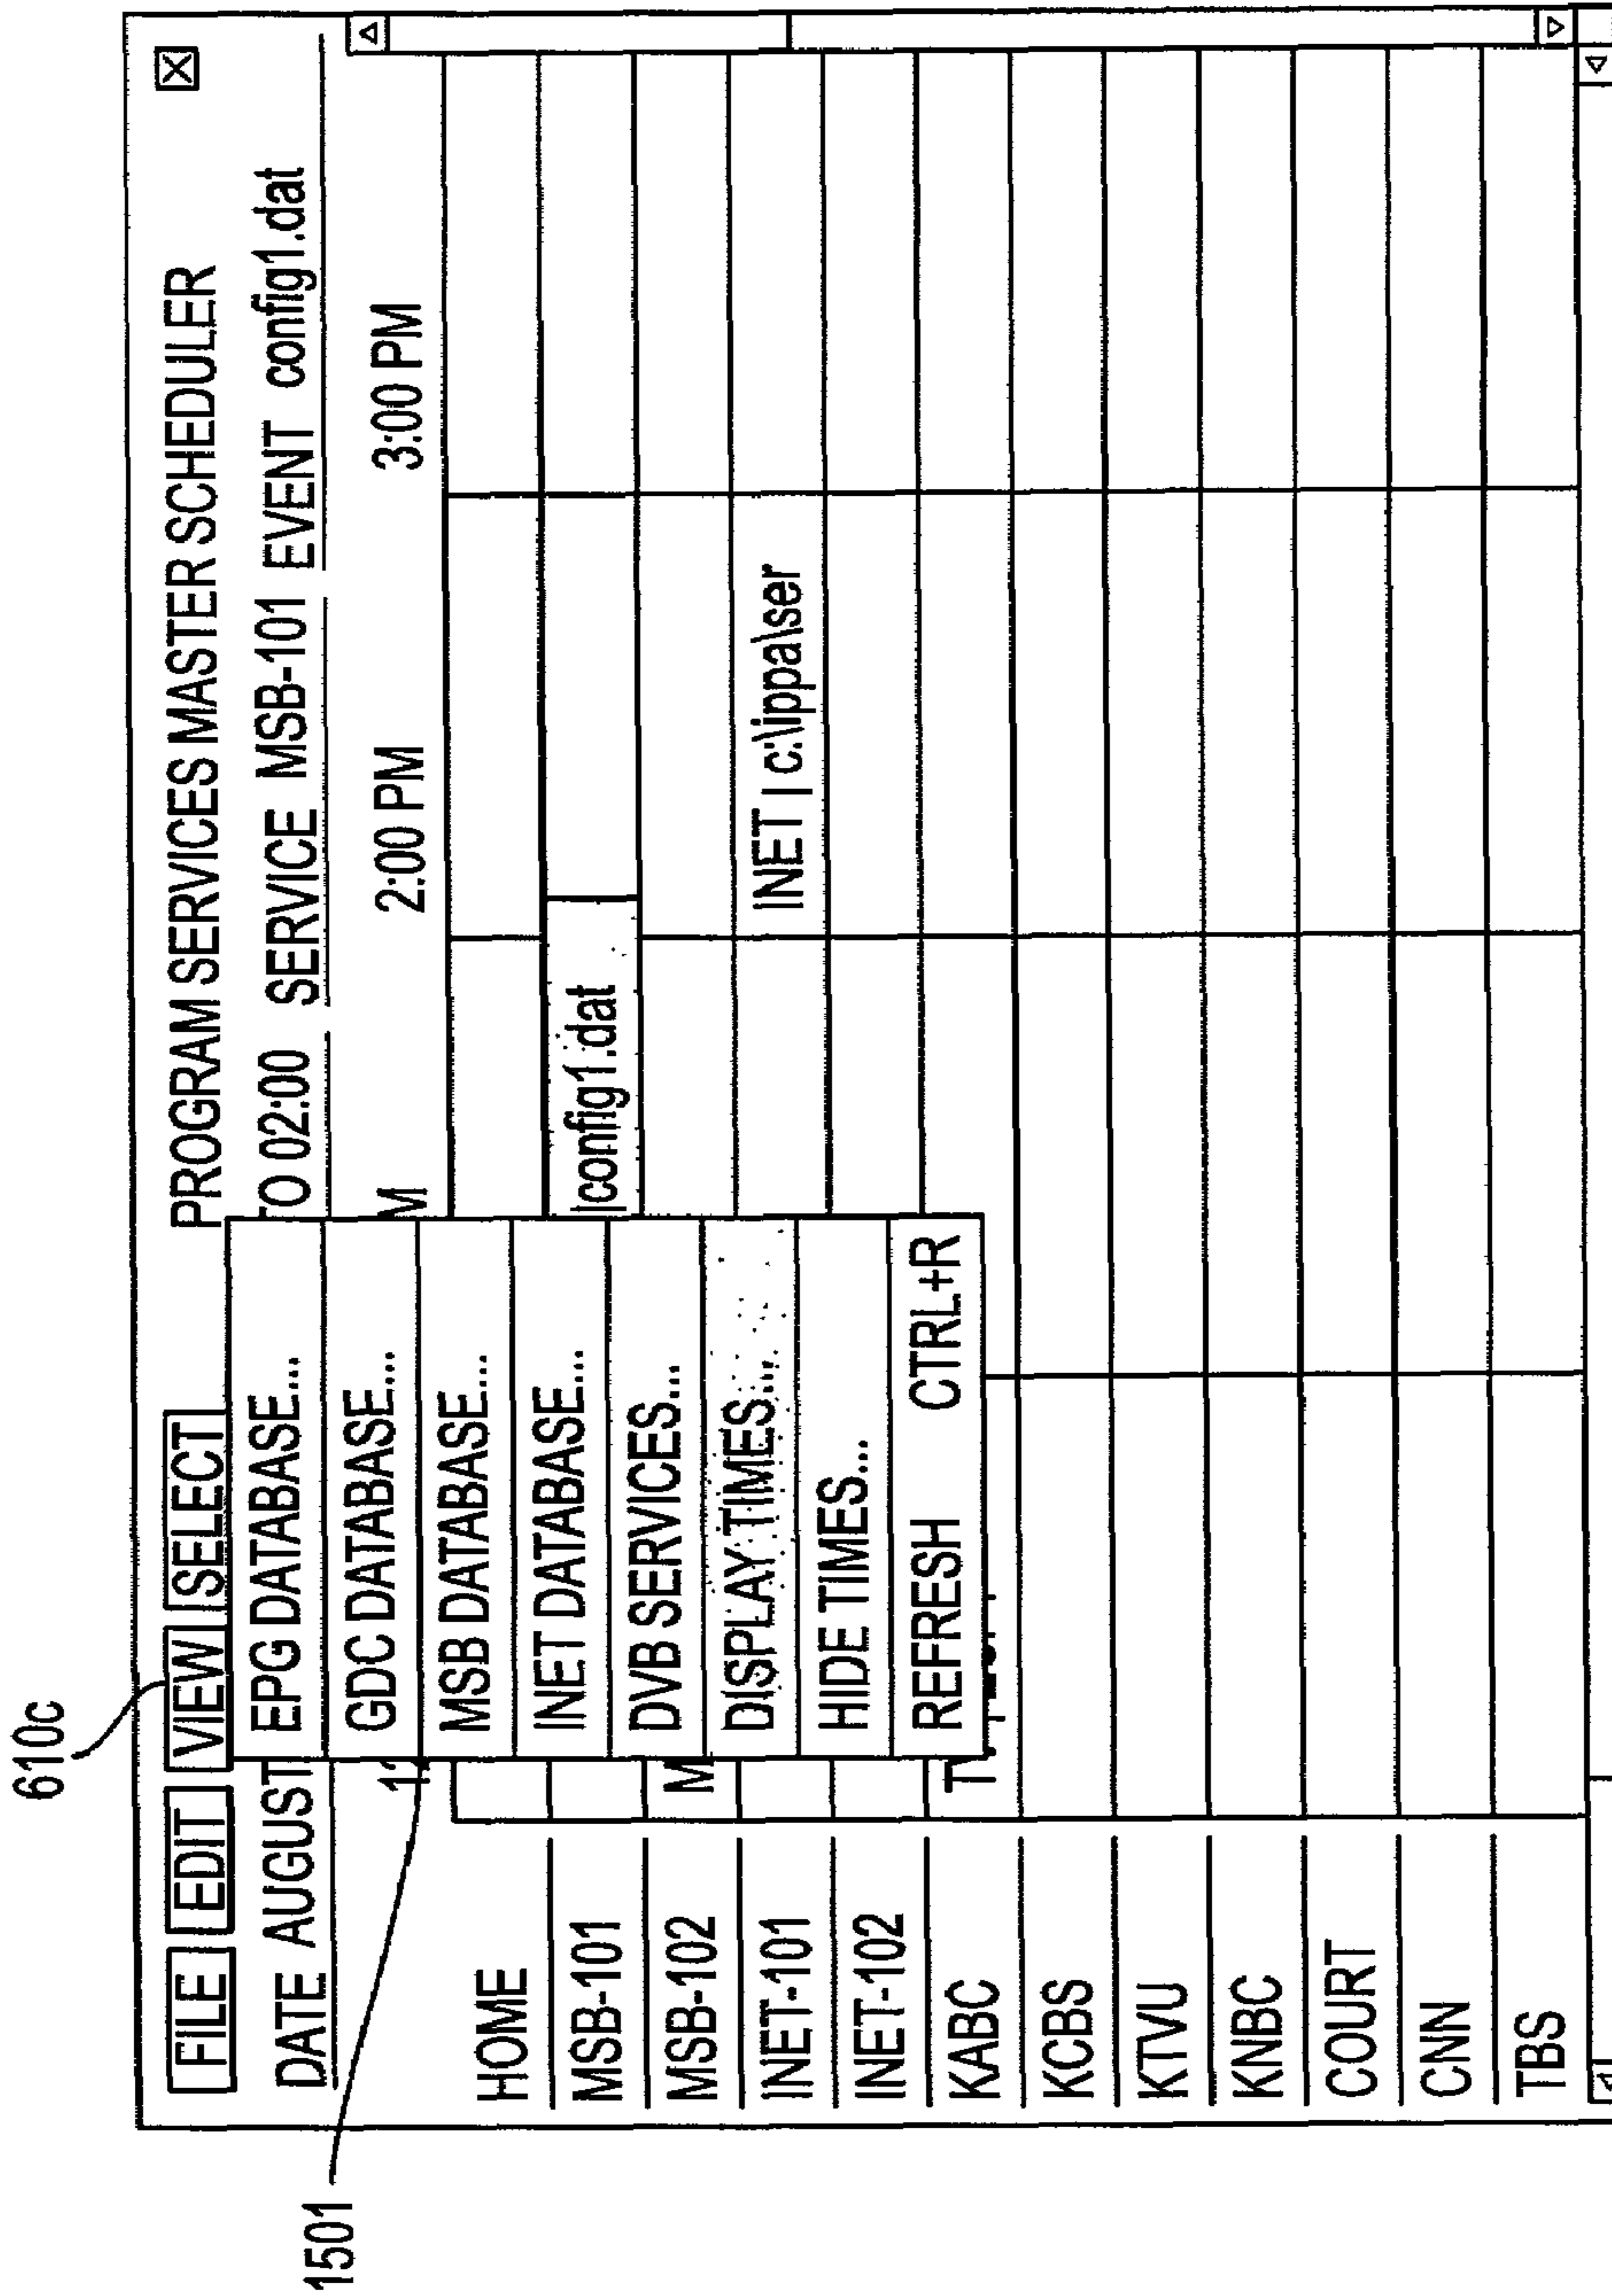 610c
1501
PROGRAM SERVICES MASTER SCHEDULER
FILE EDIT VIEW SELECT
DATE AUGUST TO 02:00 SERVICE MSB-101 EVENT config1.dat
M 2:00 PM 3:00 PM
EPG DATABASE...
GDC DATABASE...
MSB DATABASE...
INET DATABASE...
DVB SERVICES...
DISPLAY TIMES...
HIDE TIMES...
REFRESH CTRL+R
HOME
MSB-101 config1.dat
MSB-102 M
INET-101 INET | c:\ippa\ser
INET-102
KABC
KCBS
KTVU
KNBC
COURT
CNN
TBS